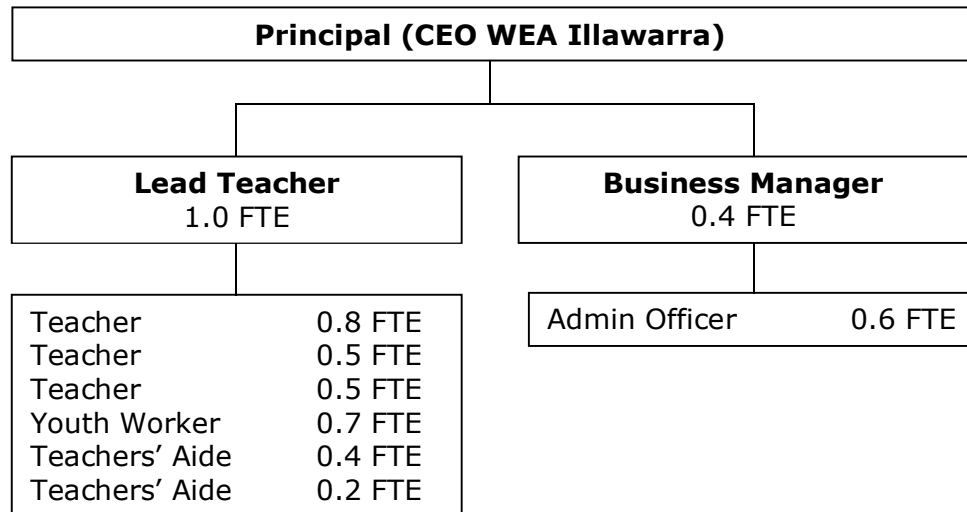 Principal (CEO WEA Illawarra)
Lead Teacher
1.0 FTE
Business Manager
0.4 FTE
Teacher 0.8 FTE
Teacher 0.5 FTE
Teacher 0.5 FTE
Youth Worker 0.7 FTE
Teachers’ Aide 0.4 FTE
Teachers’ Aide 0.2 FTE
Admin Officer 0.6 FTE